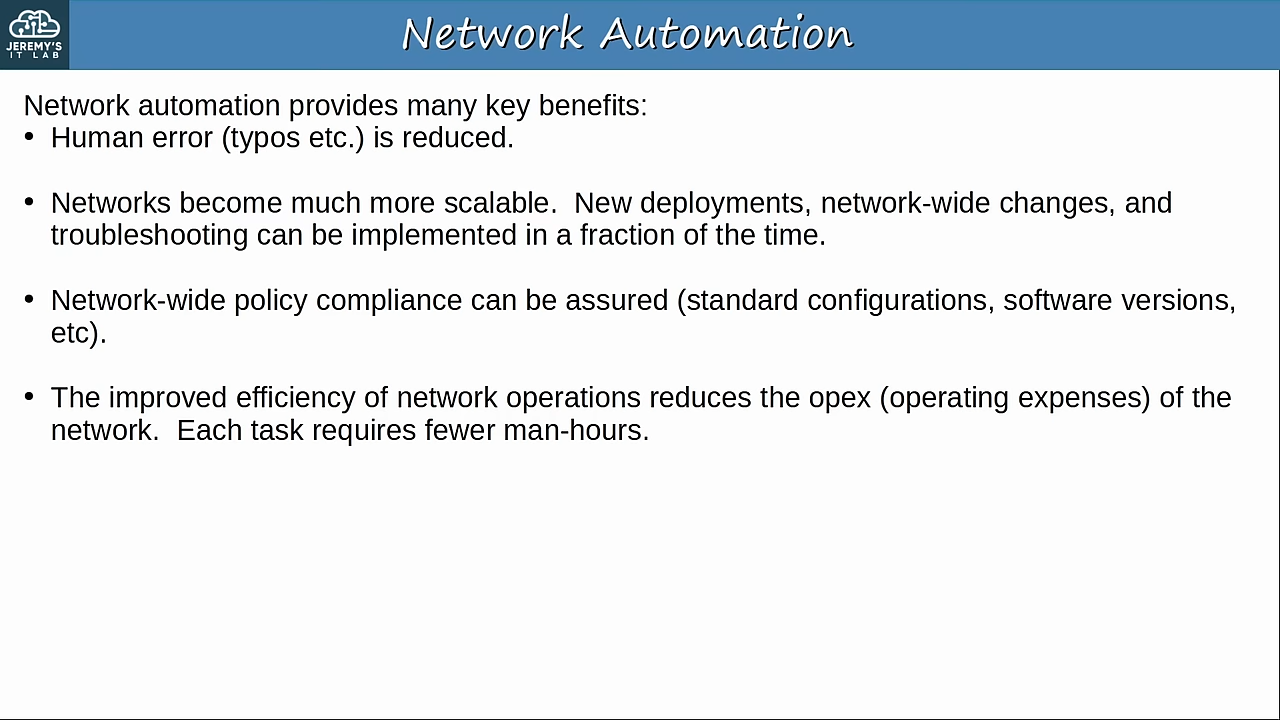 JEREMY'S
IT LAB
Network Automation
Network automation provides many key benefits:
• Human error (typos etc.) is reduced.
• Networks become much more scalable.  New deployments, network-wide changes, and
troubleshooting can be implemented in a fraction of the time.
• Network-wide policy compliance can be assured (standard configurations, software versions,
etc).
• The improved efficiency of network operations reduces the opex (operating expenses) of the
network.  Each task requires fewer man-hours.